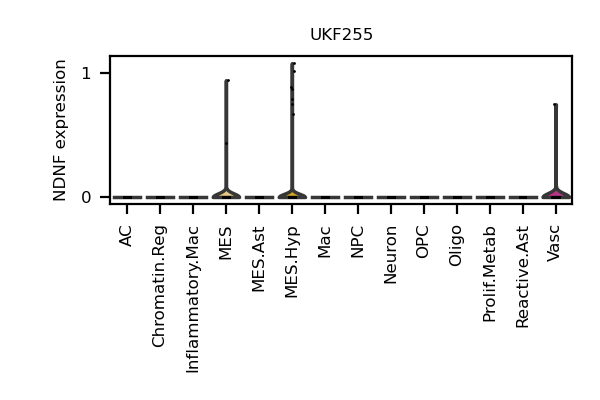 UKF255
NDNF expression
1
0
AC
Chromatin.Reg
Inflammatory.Mac
MES
MES.Ast
MES.Hyp
Mac
NPC
Neuron
OPC
Oligo
Prolif.Metab
Reactive.Ast
Vasc